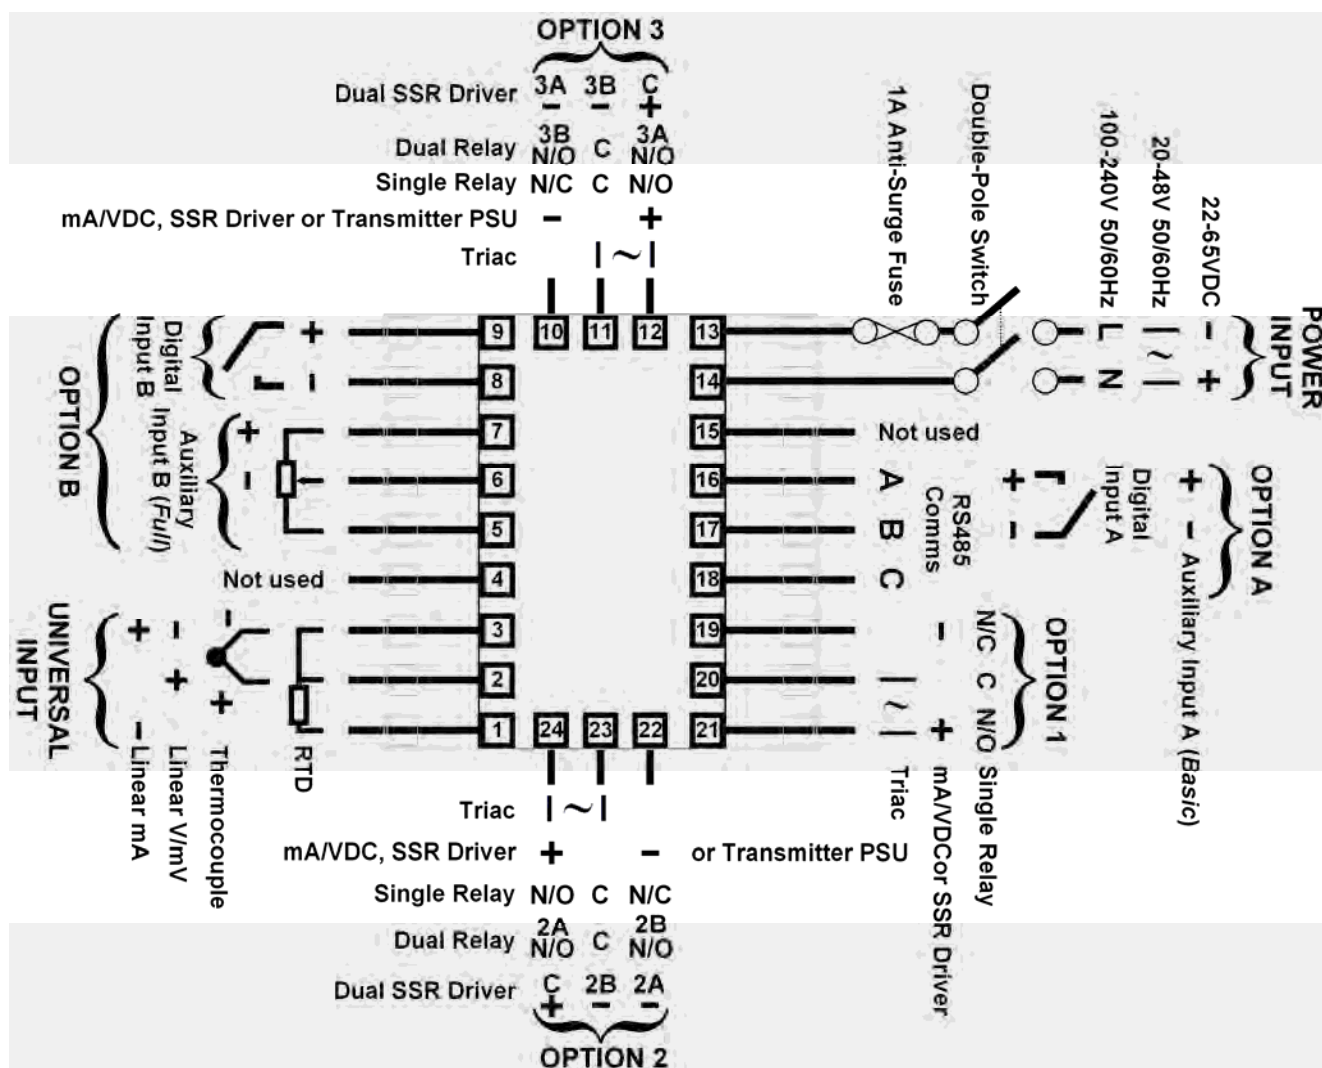 OPTION 3
Dual SSR Driver 3A 3B C
− − +
Dual Relay 3B N/O C 3A N/O
Single Relay N/C C N/O
mA/VDC, SSR Driver or Transmitter PSU − +
Triac ~
9
10
11
12
13
8
14
7
15
6
16
5
17
4
18
3
19
2
20
1
24
23
22
21
OPTION B
Digital
Input B
+ −
Auxiliary
Input B (Full)
+ −
Not used
UNIVERSAL
INPUT
+ − Linear mA
− + Linear V/mV
− + Thermocouple
RTD
1A Anti-Surge Fuse
Double-Pole Switch
100-240V 50/60Hz
L N
20-48V 50/60Hz
~
22-65VDC
− +
POWER
INPUT
Not used
A B C
RS485
Comms
+ −
Digital
Input A
+ − Auxiliary Input A (Basic)
OPTION A
OPTION 1
N/C C N/O Single Relay
− + mA/VDCor SSR Driver
~ Triac
Triac ~
mA/VDC, SSR Driver + − or Transmitter PSU
Single Relay N/O C N/C
Dual Relay 2A N/O C 2B N/O
Dual SSR Driver C 2B 2A
+ − −
OPTION 2